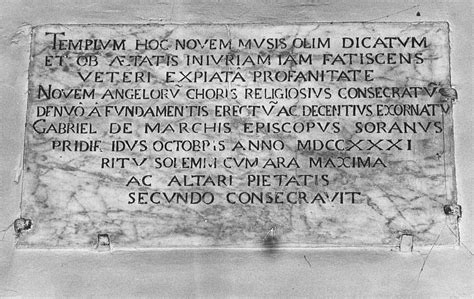 TEMPLVM HOC NOVEM MVSIS OLIM DICATVM
ET OB ÆTATIS INIVRIAM IAM FATISCENS
VETERI EXPIATA PROFANITATE
NOVEM ANGELORV̄ CHORIS RELIGIOSIVS CONSECRATV̄
DENVÒ À FVNDAMENTIS ERECTV̄ AC DECENTIVS EXORNATV̄
GABRIEL DE MARCHIS EPISCOPVS SORANVS
PRIDIE IDVS OCTOBRIS ANNO MDCCXXXI
RITV SOLEMNI CVM ARA MAXIMA
AC ALTARI PIETATIS
SECVNDO CONSECRAVIT